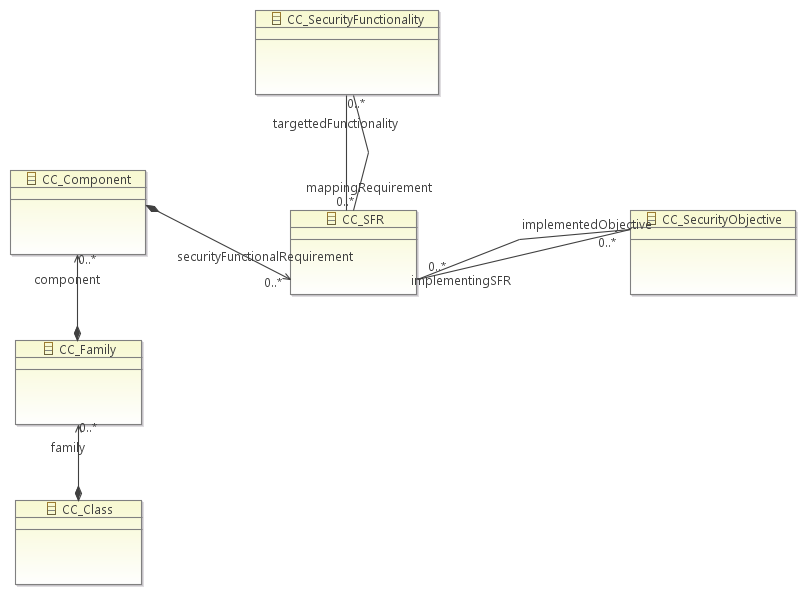 CC_SecurityFunctionality
0..*
targettedFunctionality
CC_Component
mappingRequirement
0..*
CC_SFR
CC_SecurityObjective
implementedObjective
0..*
securityFunctionalRequirement
0..*
0..*
component
0..*
implementingSFR
CC_Family
0..*
family
CC_Class